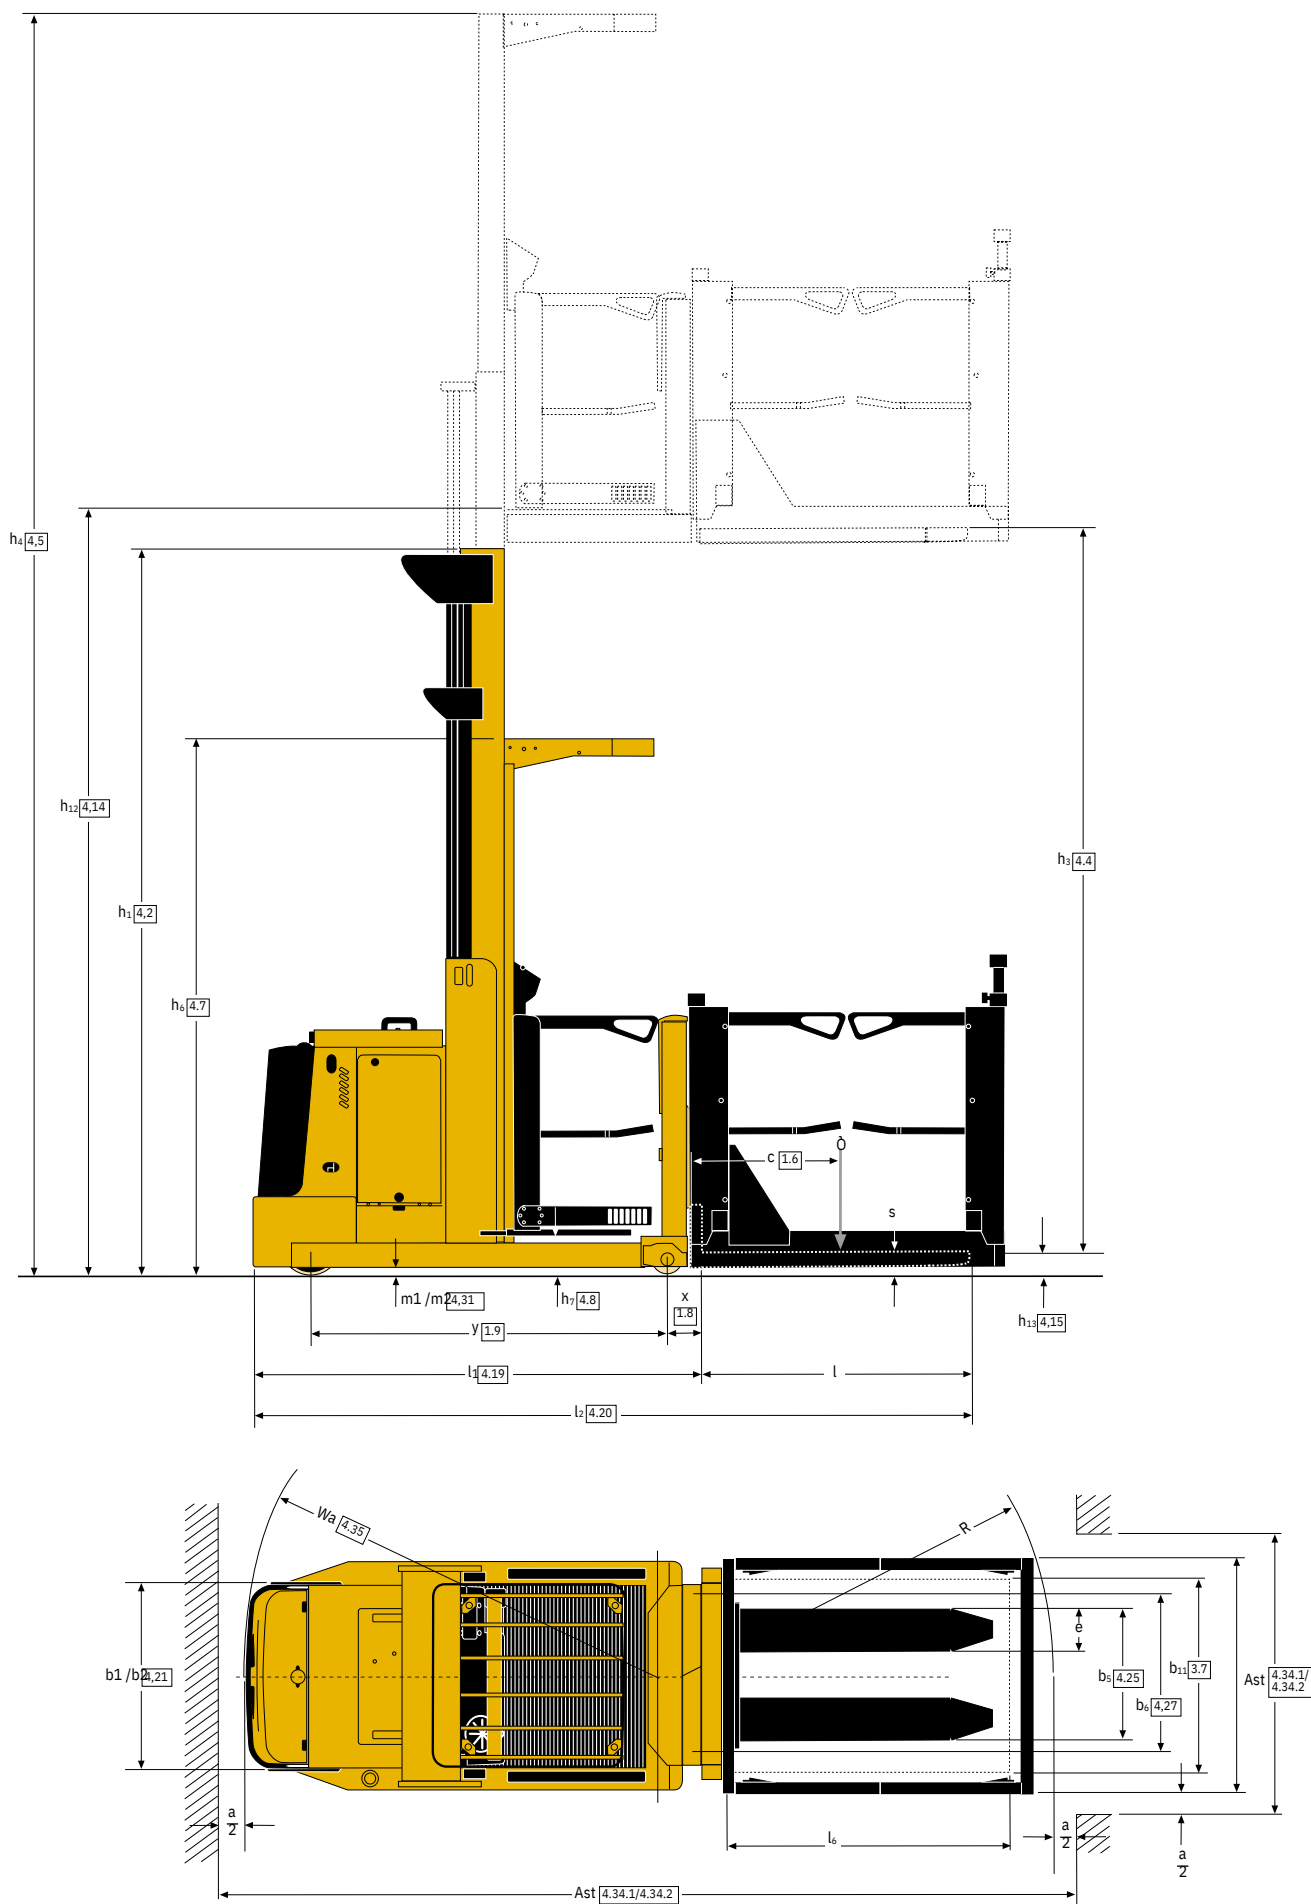 h₄ 4,5
h₁₂ 4,14
h₃ 4.4
h₁ 4,2
h₆ 4.7
c 1.6
Q
s
m1 /m2 4,31
h₇ 4.8
x
1.8
h₁₃ 4,15
y 1.9
l1 4.19
l
l₂ 4.20
Wa 4.35
R
e
b1 /b2 4,21
b₅ 4.25
b₁₁ 3.7
b₆ 4,27
Ast 4.34.1/
4.34.2
a
2
l₆
a
2
a
2
Ast 4.34.1/4.34.2